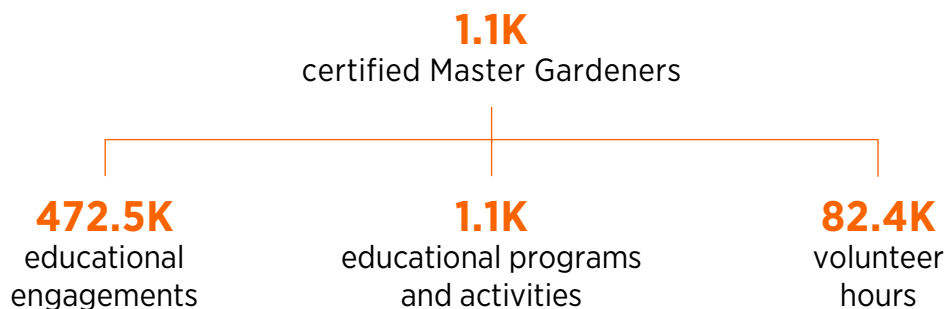 1.1K
certified Master Gardeners
472.5K
educational
engagements
1.1K
educational programs
and activities
82.4K
volunteer
hours